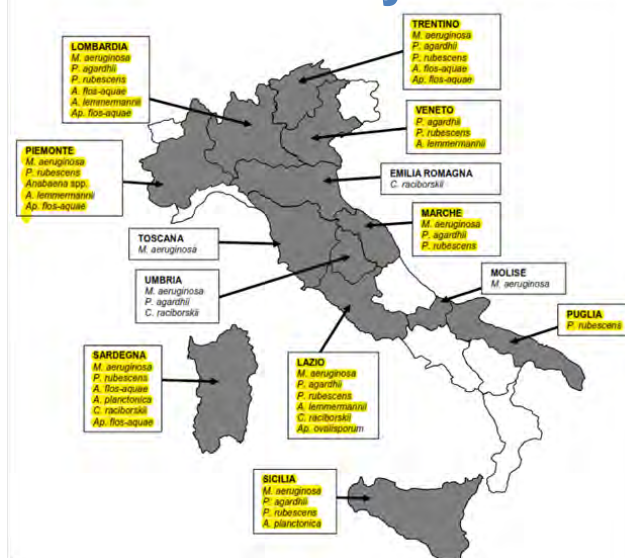 TRENTINO
M. aeruginosa
P. agardhii
P. rubescens
A. flos-aquae
Ap. flos-aquae
LOMBARDIA
M. aeruginosa
P. agardhii
P. rubescens
A. flos-aquae
A. lemmermannii
Ap. flos-aquae
VENETO
P. agardhii
P. rubescens
A. lemmermannii
PIEMONTE
M. aeruginosa
P. rubescens
Anabaena spp.
A. lemmermannii
Ap. flos-aquae
EMILIA ROMAGNA
C. raciborskii
MARCHE
M. aeruginosa
P. agardhii
P. rubescens
TOSCANA
M. aeruginosa
UMBRIA
M. aeruginosa
P. agardhii
C. raciborskii
MOLISE
M. aeruginosa
PUGLIA
P. rubescens
SARDEGNA
M. aeruginosa
P. rubescens
A. flos-aquae
A. planctonica
C. raciborskii
Ap. flos-aquae
LAZIO
M. aeruginosa
P. agardhii
P. rubescens
A. lemmermannii
C. raciborskii
Ap. ovalisporum
SICILIA
M. aeruginosa
P. agardhii
P. rubescens
A. planctonica